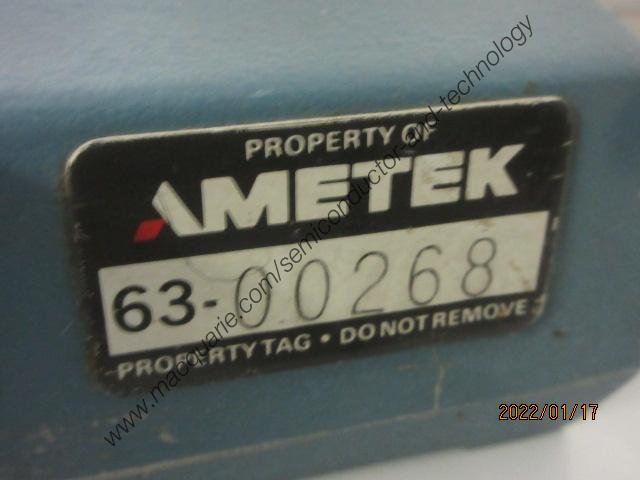 PROPERTY OF
AMETEK
63-00268
PROPERTY TAG • DO NOT REMOVE
www.macquarie.com/semiconductor-and-technology
2022/01/17